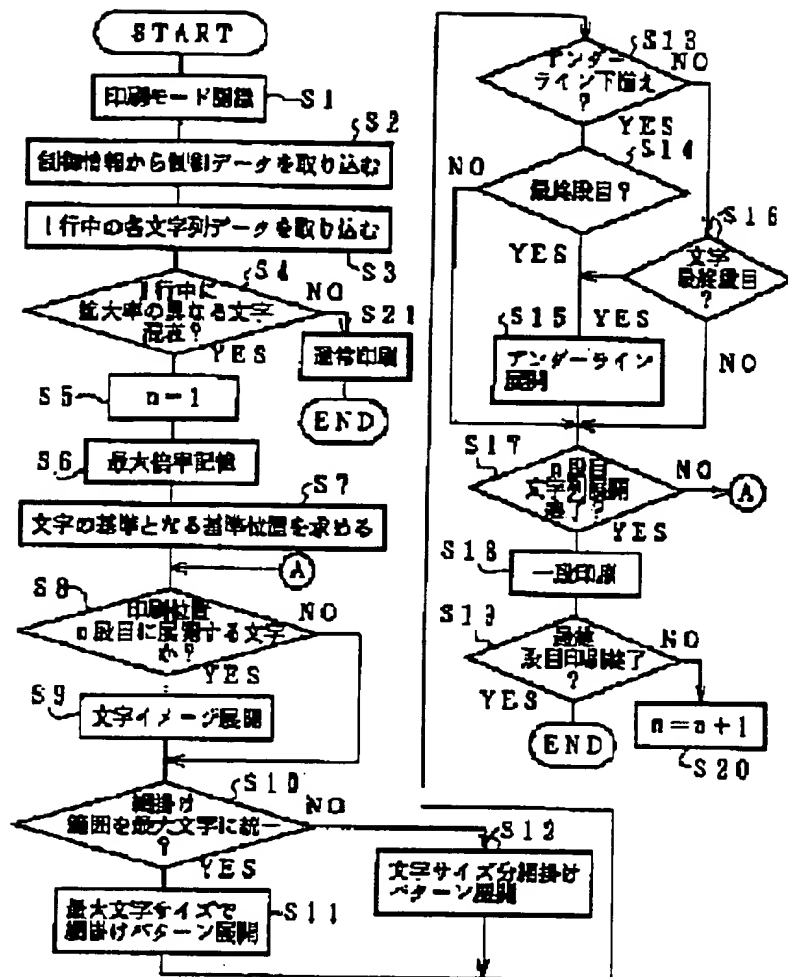 START
印刷モード認識
S1
S2
制御情報から制御データを取り込む
1行中の各文字列データを取り込む
S3
S4
1行中に
拡大率の異なる文字
混在?
NO
YES
S21
通常印刷
END
S5
n=1
S6
最大倍率記憶
S7
文字の基準となる基準位置を求める
A
S8
印刷位置
n段目に展開する文字
か?
NO
YES
S9
文字イメージ展開
S10
網掛け
範囲を最大文字に統一
?
NO
YES
S11
最大文字サイズで
網掛けパターン展開
S12
文字サイズ分網掛け
パターン展開
S13
アンダー
ライン下揃え
?
NO
YES
S14
NO
最終段目?
YES
S16
文字
最終段目
?
YES
NO
S15
アンダーライン
展開
S17
n段目
文字列展開
?
NO
A
YES
S18
一段印刷
S19
最終
段目印刷終了
?
NO
YES
END
n=n+1
S20